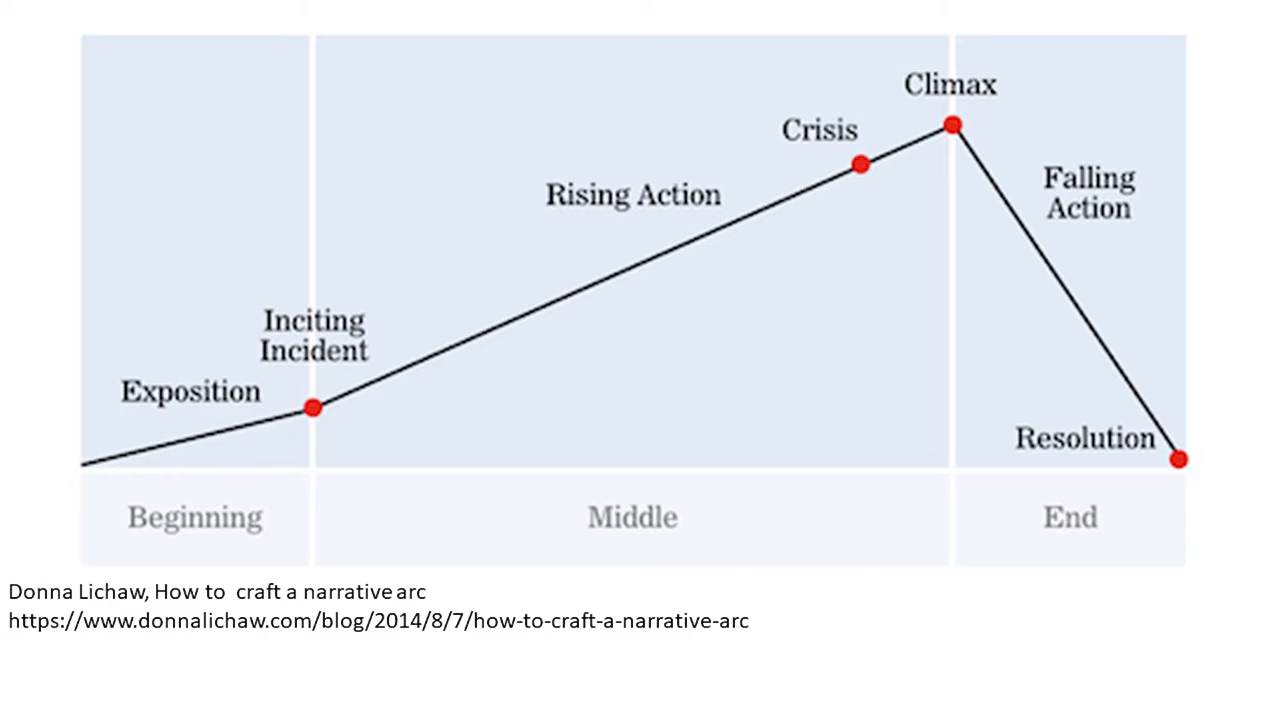 Climax
Crisis
Falling
Action
Rising Action
Inciting
Incident
Exposition
Resolution
Beginning
Middle
End
Donna Lichaw, How to craft a narrative arc
https://www.donnalichaw.com/blog/2014/8/7/how-to-craft-a-narrative-arc